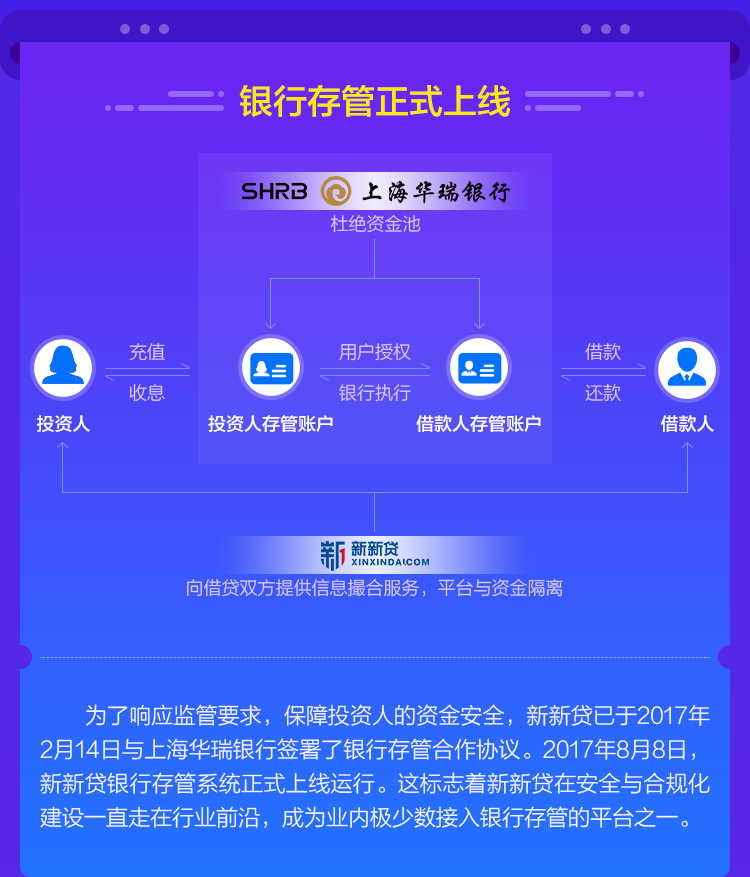 银行存管正式上线
SHRB 上海华瑞银行
杜绝资金池
充值 用户授权 借款
收息 银行执行 还款
投资人 投资人存管账户 借款人存管账户 借款人
新新贷
XINXINDAI.COM
向借贷双方提供信息撮合服务，平台与资金隔离
为了响应监管要求，保障投资人的资金安全，新新贷已于2017年
2月14日与上海华瑞银行签署了银行存管合作协议。2017年8月8日，
新新贷银行存管系统正式上线运行。这标志着新新贷在安全与合规化
建设一直走在行业前沿，成为业内极少数接入银行存管的平台之一。